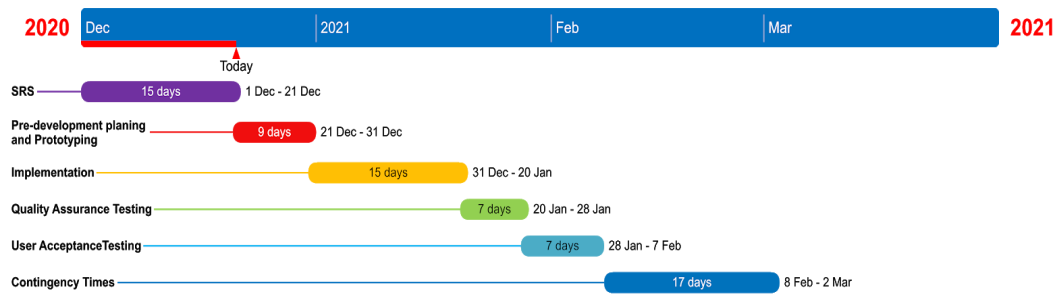 2020 Dec 2021 Feb Mar 2021
Today
SRS 15 days 1 Dec - 21 Dec
Pre-development planing
and Prototyping 9 days 21 Dec - 31 Dec
Implementation 15 days 31 Dec - 20 Jan
Quality Assurance Testing 7 days 20 Jan - 28 Jan
User AcceptanceTesting 7 days 28 Jan - 7 Feb
Contingency Times 17 days 8 Feb - 2 Mar